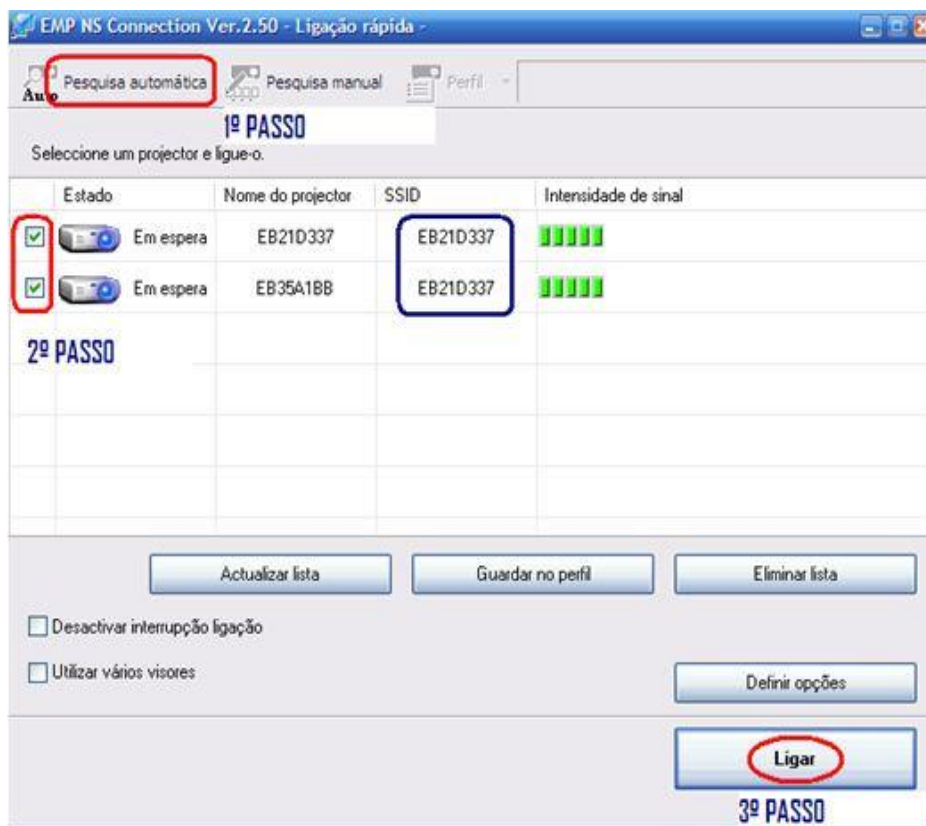 EMP NS Connection Ver.2.50 - Ligação rápida -
Auto Pesquisa automática Pesquisa manual Perfil
1º PASSO
Seleccione um projector e ligue-o.
Estado Nome do projector SSID Intensidade de sinal
Em espera EB21D337 EB21D337
Em espera EB35A1BB EB21D337
2º PASSO
Actualizar lista Guardar no perfil Eliminar lista
Desactivar interrupção ligação
Utilizar vários visores
Definir opções
Ligar
3º PASSO